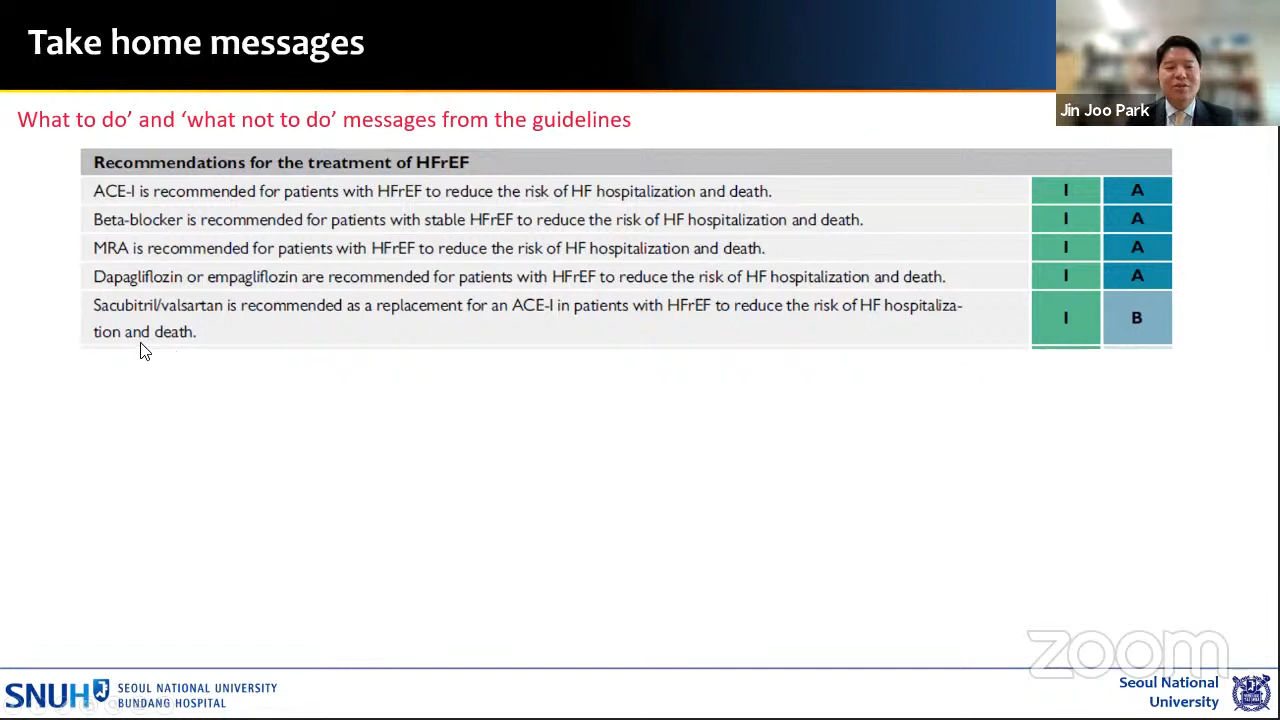 Take home messages
Jin Joo Park
What to do’ and ‘what not to do’ messages from the guidelines
Recommendations for the treatment of HFrEF
ACE-I is recommended for patients with HFrEF to reduce the risk of HF hospitalization and death. I A
Beta-blocker is recommended for patients with stable HFrEF to reduce the risk of HF hospitalization and death. I A
MRA is recommended for patients with HFrEF to reduce the risk of HF hospitalization and death. I A
Dapagliflozin or empagliflozin are recommended for patients with HFrEF to reduce the risk of HF hospitalization and death. I A
Sacubitril/valsartan is recommended as a replacement for an ACE-I in patients with HFrEF to reduce the risk of HF hospitaliza-
tion and death. I B
zoom
SNUH
SEOUL NATIONAL UNIVERSITY
BUNDANG HOSPITAL
Seoul National
University